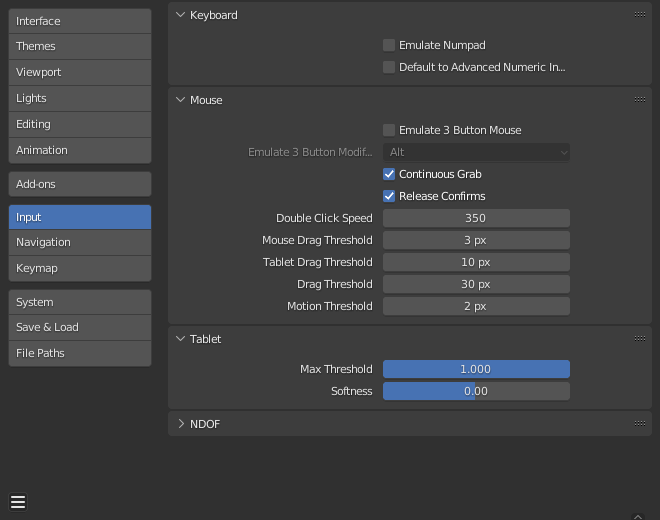 Interface
Themes
Viewport
Lights
Editing
Animation
Add-ons
Input
Navigation
Keymap
System
Save & Load
File Paths
Keyboard
Emulate Numpad
Default to Advanced Numeric In...
Mouse
Emulate 3 Button Mouse
Emulate 3 Button Modif... Alt
Continuous Grab
Release Confirms
Double Click Speed 350
Mouse Drag Threshold 3 px
Tablet Drag Threshold 10 px
Drag Threshold 30 px
Motion Threshold 2 px
Tablet
Max Threshold 1.000
Softness 0.00
NDOF